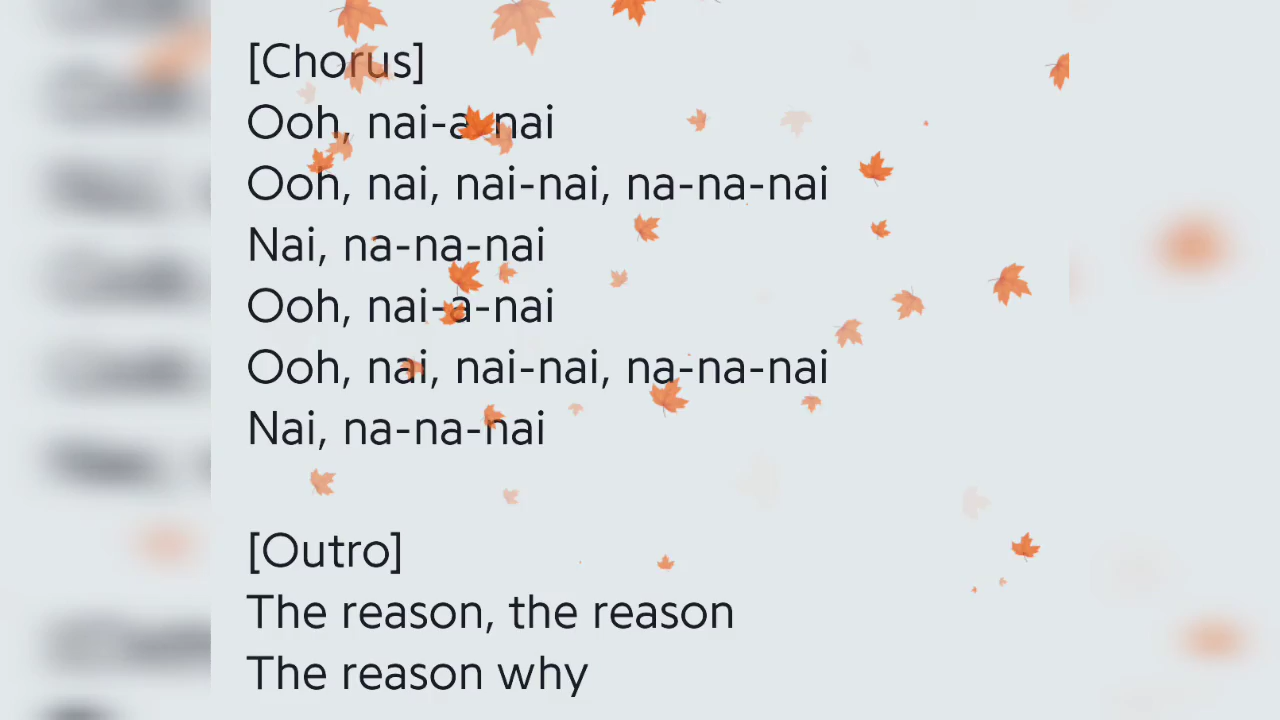 [Chorus]
Ooh, nai-a-nai
Ooh, nai, nai-nai, na-na-nai
Nai, na-na-nai
Ooh, nai-a-nai
Ooh, nai, nai-nai, na-na-nai
Nai, na-na-nai
[Outro]
The reason, the reason
The reason why